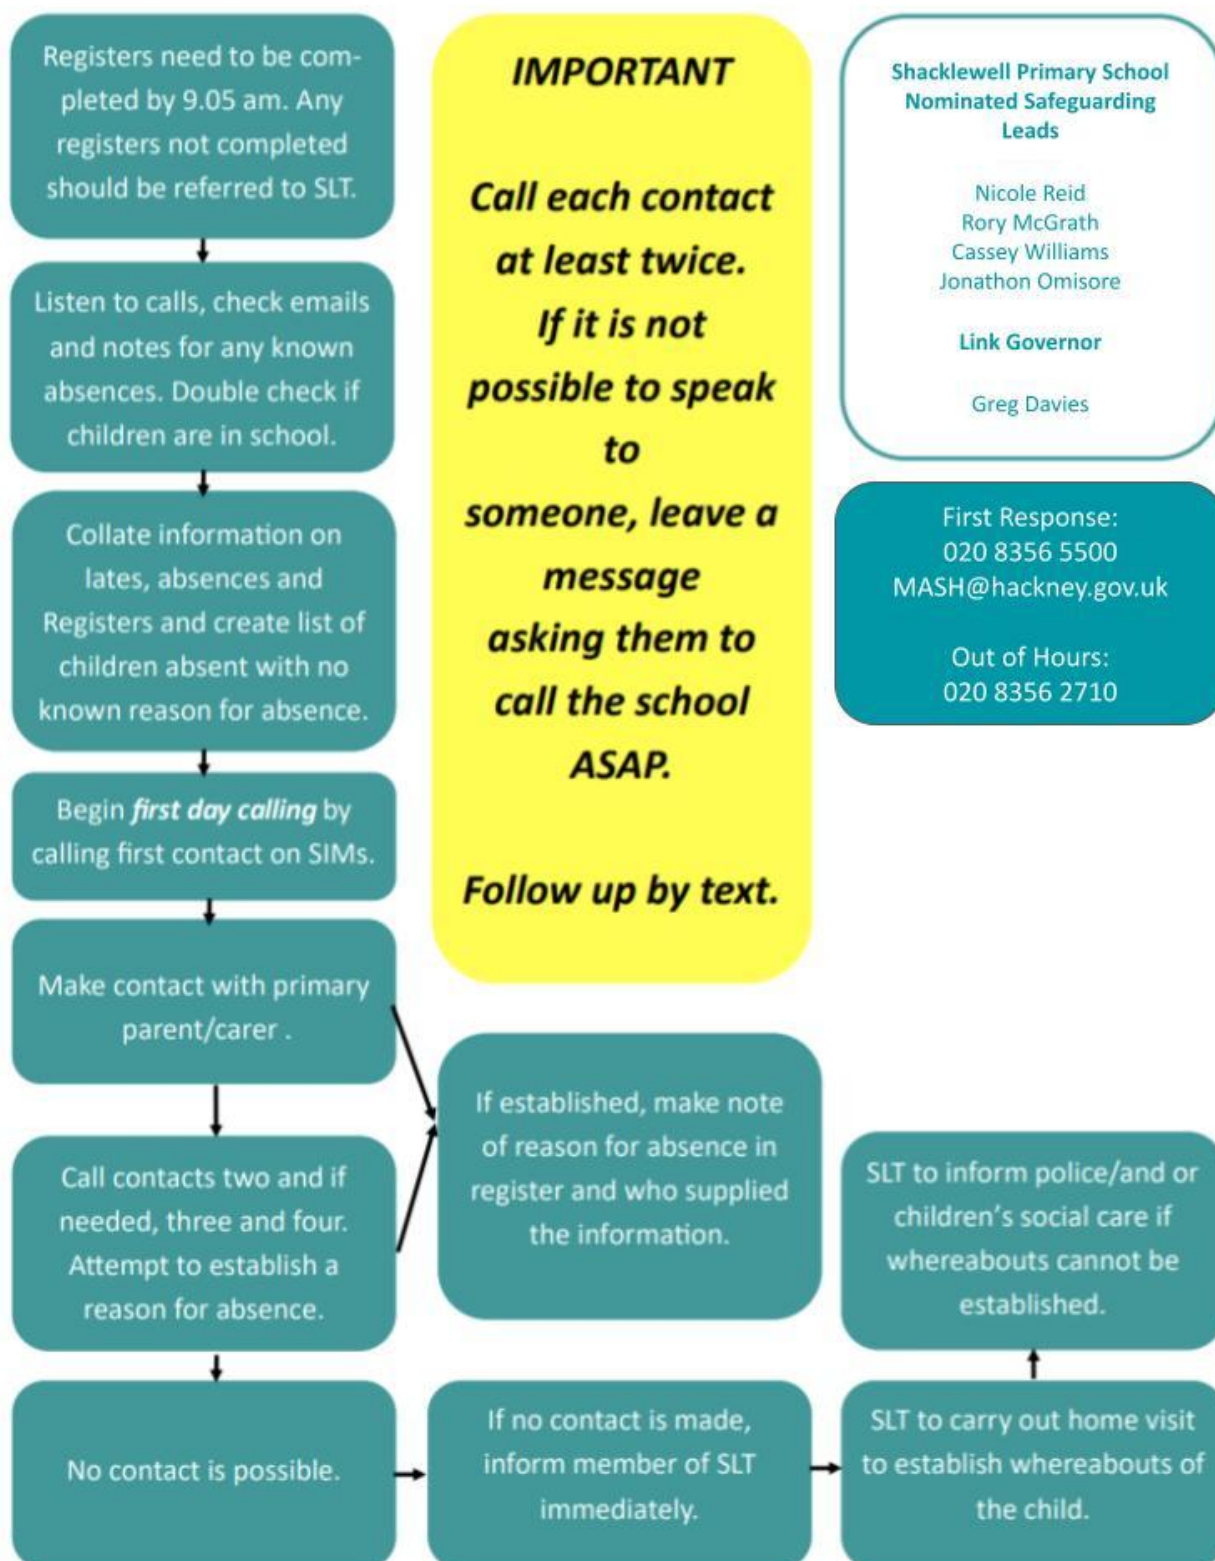 Registers need to be com-
pleted by 9.05 am. Any
registers not completed
should be referred to SLT.
Listen to calls, check emails
and notes for any known
absences. Double check if
children are in school.
Collate information on
lates, absences and
Registers and create list of
children absent with no
known reason for absence.
Begin first day calling by
calling first contact on SIMs.
Make contact with primary
parent/carer .
Call contacts two and if
needed, three and four.
Attempt to establish a
reason for absence.
No contact is possible.
IMPORTANT
Call each contact
at least twice.
If it is not
possible to speak
to
someone, leave a
message
asking them to
call the school
ASAP.
Follow up by text.
If established, make note
of reason for absence in
register and who supplied
the information.
If no contact is made,
inform member of SLT
immediately.
SLT to carry out home visit
to establish whereabouts of
the child.
SLT to inform police/and or
children's social care if
whereabouts cannot be
established.
Shacklewell Primary School
Nominated Safeguarding
Leads
Nicole Reid
Rory McGrath
Cassey Williams
Jonathon Omisore
Link Governor
Greg Davies
First Response:
020 8356 5500
MASH@hackney.gov.uk
Out of Hours:
020 8356 2710